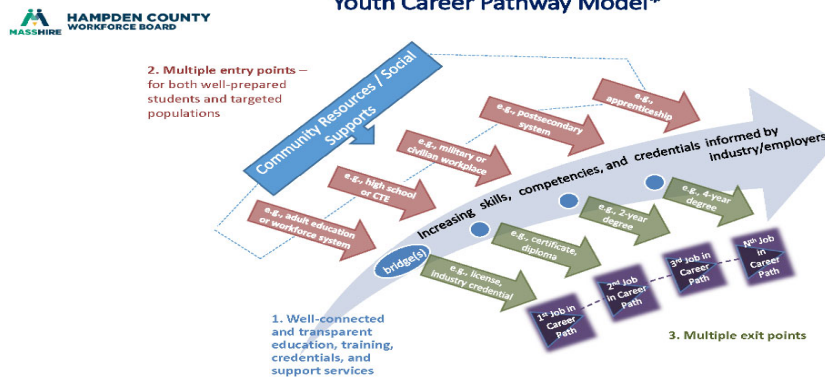 MASSHIRE
HAMPDEN COUNTY
WORKFORCE BOARD
Youth Career Pathway Model*
2. Multiple entry points –
for both well-prepared
students and targeted
populations
Community Resources / Social
Supports
e.g., adult education
or workforce system
e.g., high school
or CTE
e.g., military or
civilian workplace
e.g., postsecondary
system
e.g.,
apprenticeship
Increasing skills, competencies, and credentials informed by
industry/employers
bridge(s)
e.g., license,
industry credential
e.g., certificate,
diploma
e.g., 2-year
degree
e.g., 4-year
degree
1st Job in
Career
Path
2nd Job
in Career
Path
3rd Job in
Career
Path
Nth Job
in
Career
Path
1. Well-connected
and transparent
education, training,
credentials, and
support services
3. Multiple exit points